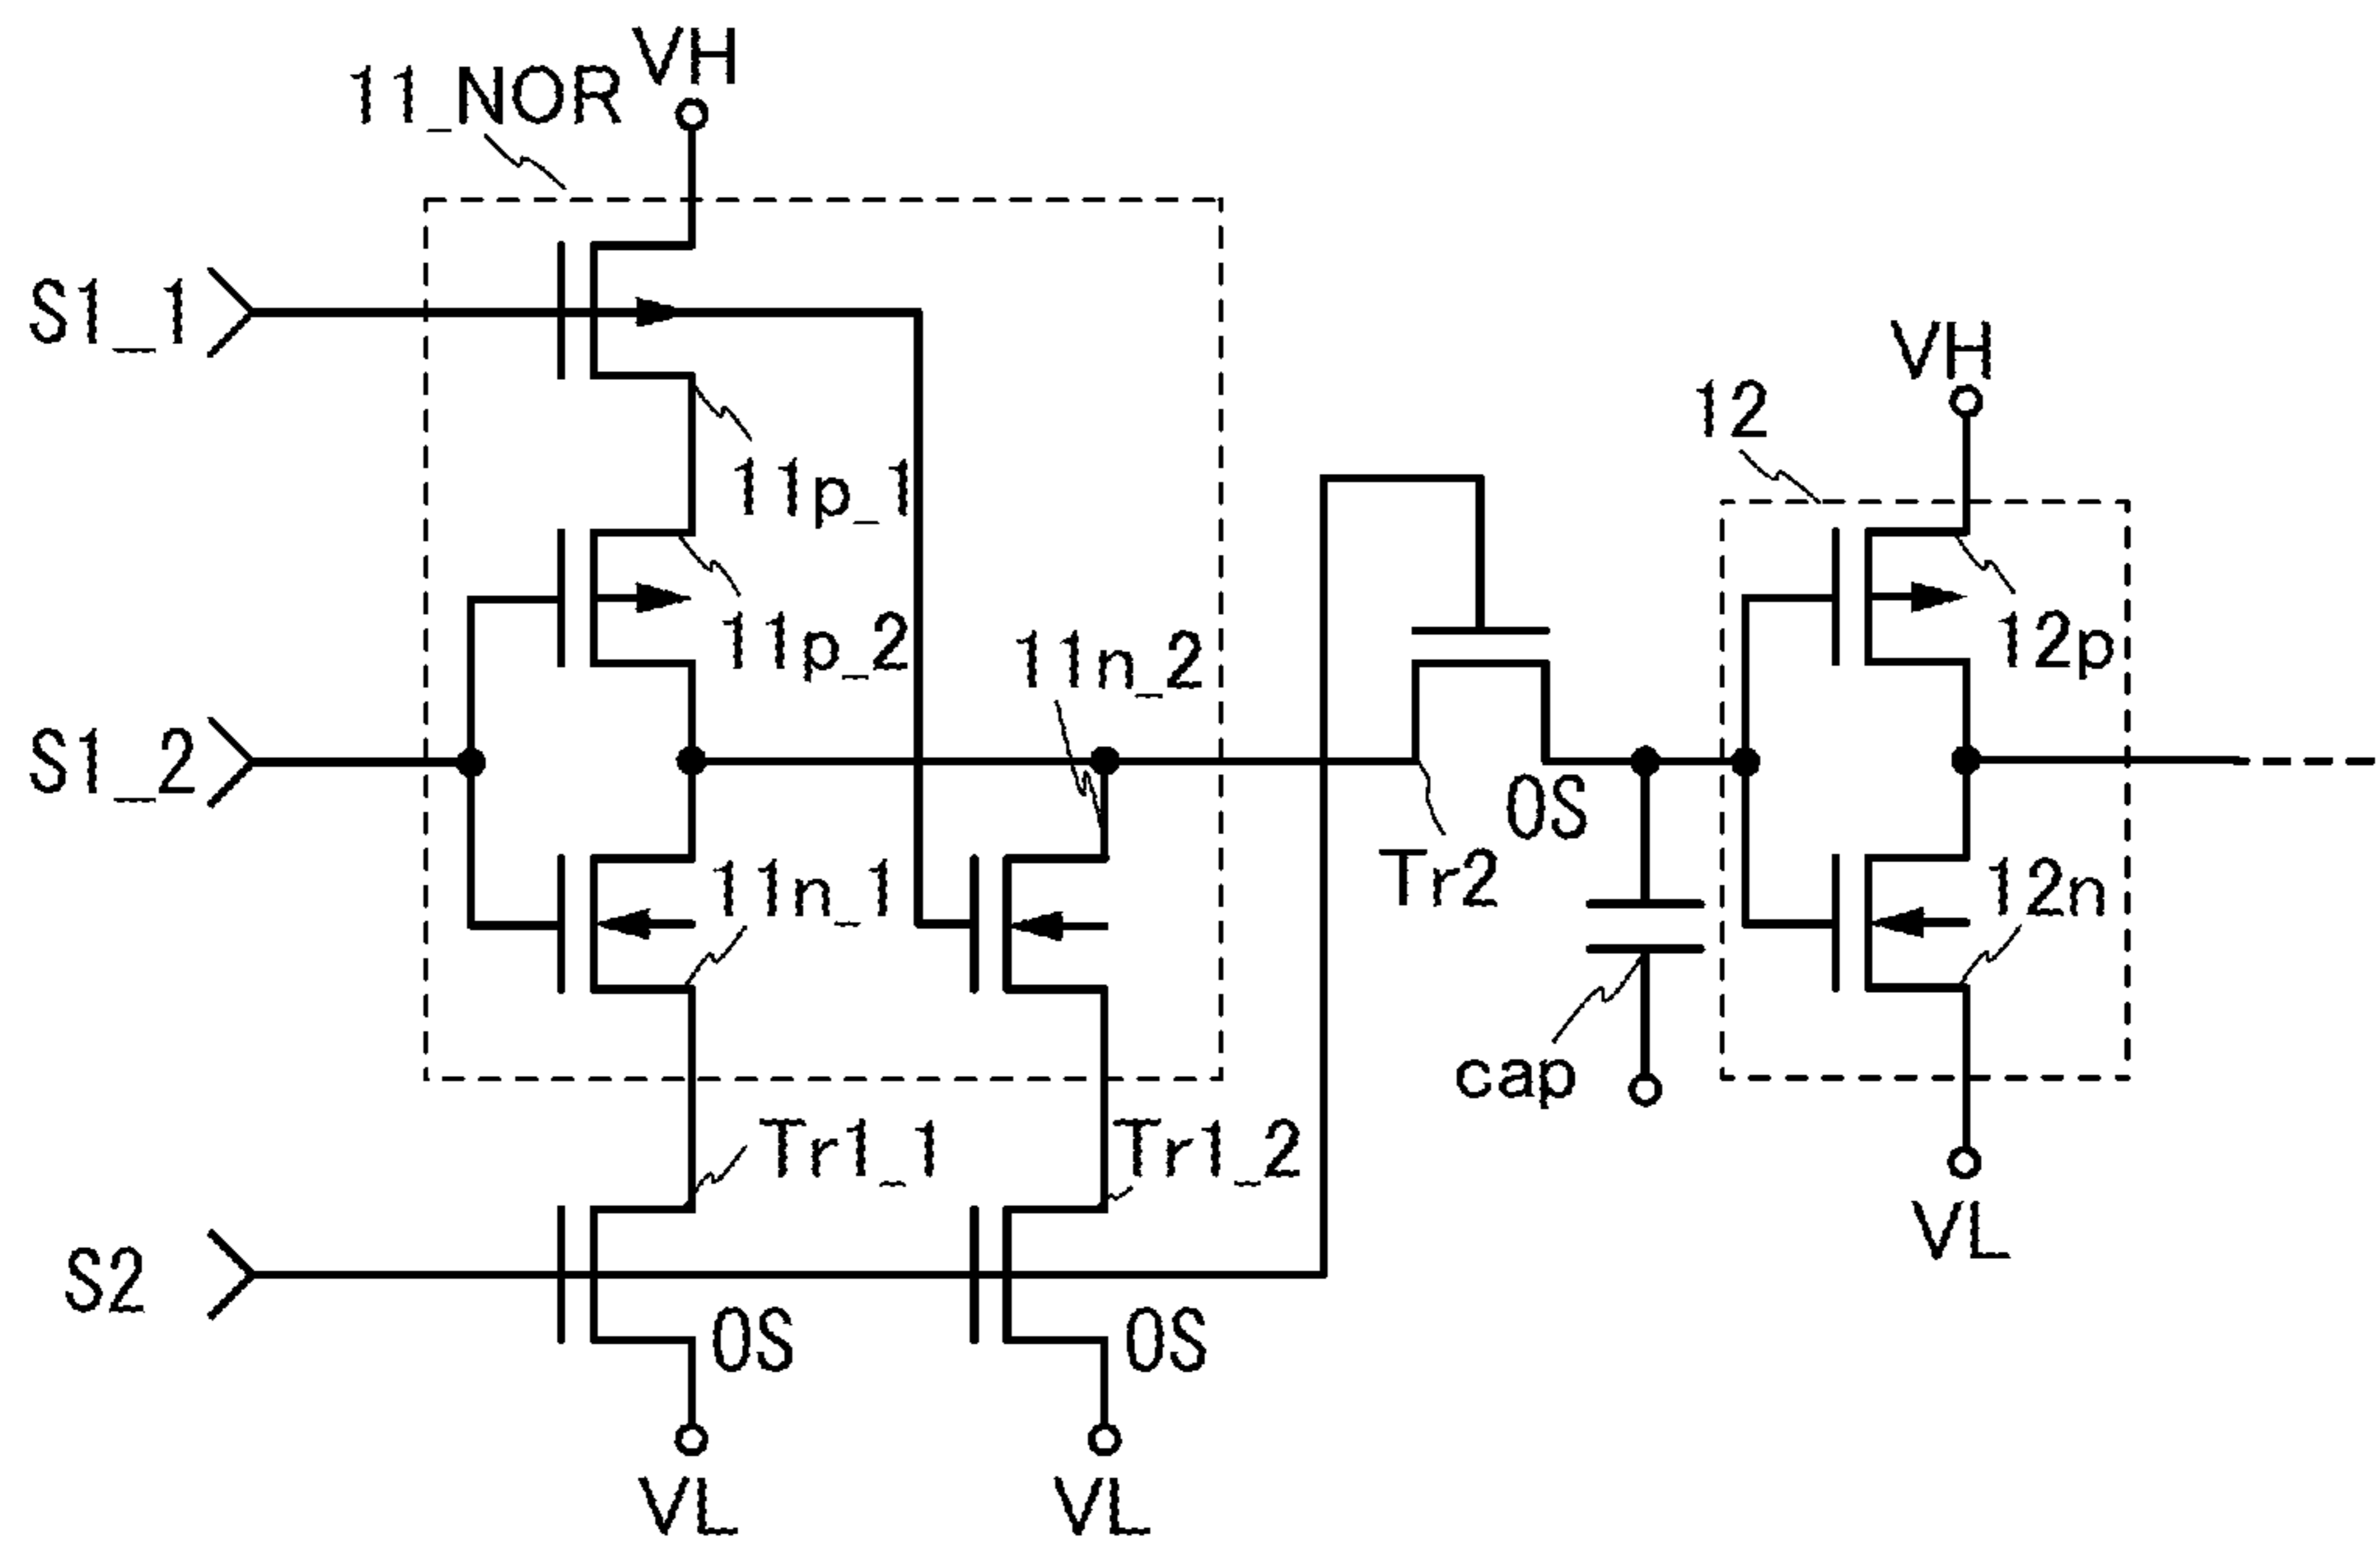 VH
11_NOR
S1_1
VH
12
11p_1
11p_2
11n_2
12p
S1_2
OS
Tr2
11n_1
12n
cap
Tr1_1
Tr1_2
VL
S2
OS
OS
VL
VL